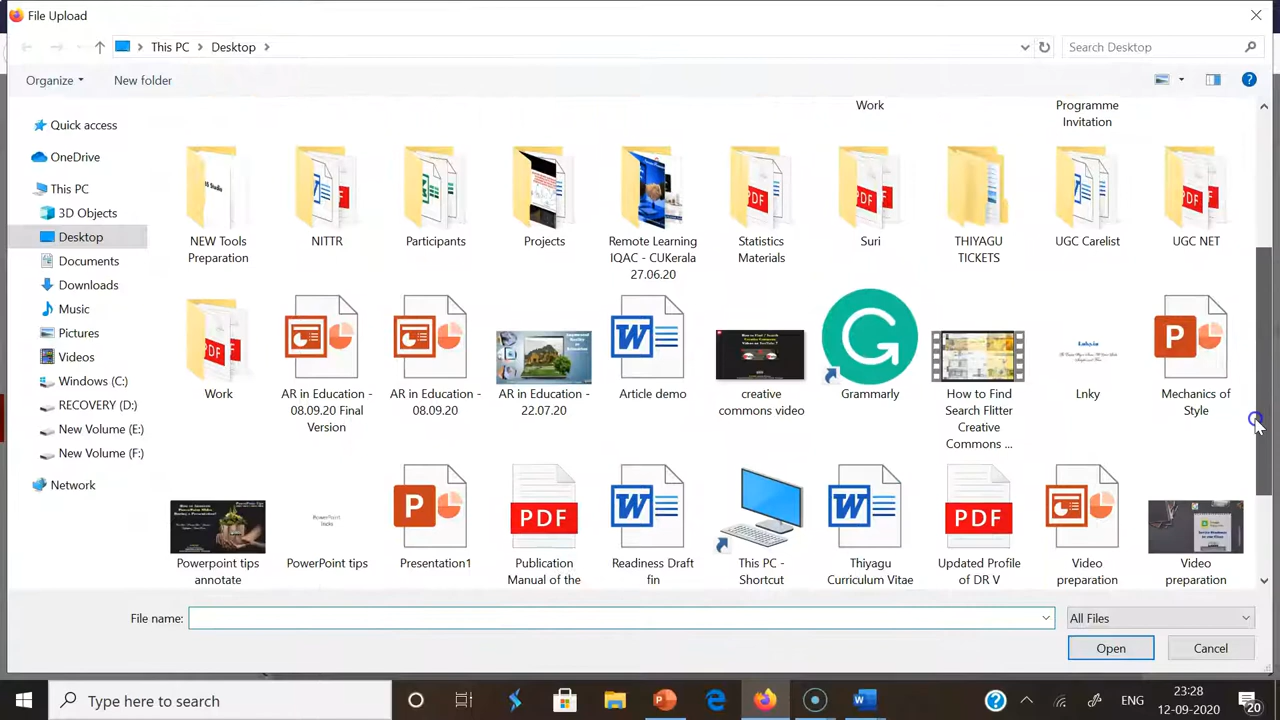 File Upload
This PC
Desktop
Search Desktop
Organize
New folder
Work
Programme
Invitation
Quick access
OneDrive
This PC
3D Objects
Desktop
Documents
Downloads
Music
Pictures
Videos
Windows (C:)
RECOVERY (D:)
New Volume (E:)
New Volume (F:)
Network
NEW Tools
Preparation
NITTR
Participants
Projects
Remote Learning
IQAC - CUKerala
27.06.20
Statistics
Materials
Suri
THIYAGU
TICKETS
UGC Carelist
UGC NET
Work
AR in Education -
08.09.20 Final
Version
AR in Education -
08.09.20
AR in Education -
22.07.20
Article demo
creative
commons video
Grammarly
How to Find
Search Flitter
Creative
Commons ...
Lnky
Mechanics of
Style
Powerpoint tips
annotate
PowerPoint tips
Presentation1
Publication
Manual of the
Readiness Draft
fin
This PC -
Shortcut
Thiyagu
Curriculum Vitae
Updated Profile
of DR V
Video
preparation
Video
preparation
File name:
All Files
Open
Cancel
Type here to search
ENG
23:28
12-09-2020
20